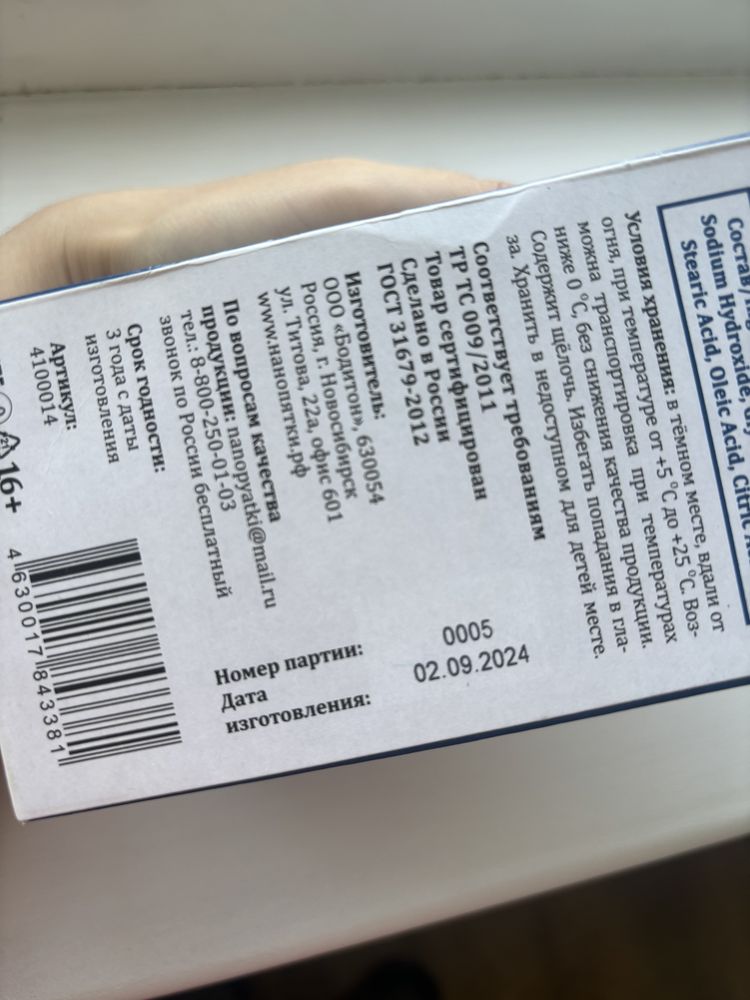 Соста
Sodium Hydroxide,
Stearic Acid, Oleic Acid, Citric
Условия хранения: в тёмном месте, вдали от
огня, при температуре от +5 °C до +25 °C. Воз-
можна транспортировка при температурах
ниже 0 °C, без снижения качества продукции.
Содержит щёлочь. Избегать попадания в гла-
за. Хранить в недоступном для детей месте.
Соответствует требованиям
ТР ТС 009/2011
Товар сертифицирован
Сделано в России
ГОСТ 31679-2012
Изготовитель:
ООО «Бодитон», 630054
Россия, г. Новосибирск
ул. Титова, 22а, офис 601
www.нанопятки.рф
По вопросам качества
продукции: nanopyatki@mail.ru
тел.: 8-800-250-01-03
звонок по России бесплатный
Срок годности:
3 года с даты
изготовления
Артикул:
4100014
16+
4 630017 843381
Номер партии:
Дата
изготовления:
0005
02.09.2024